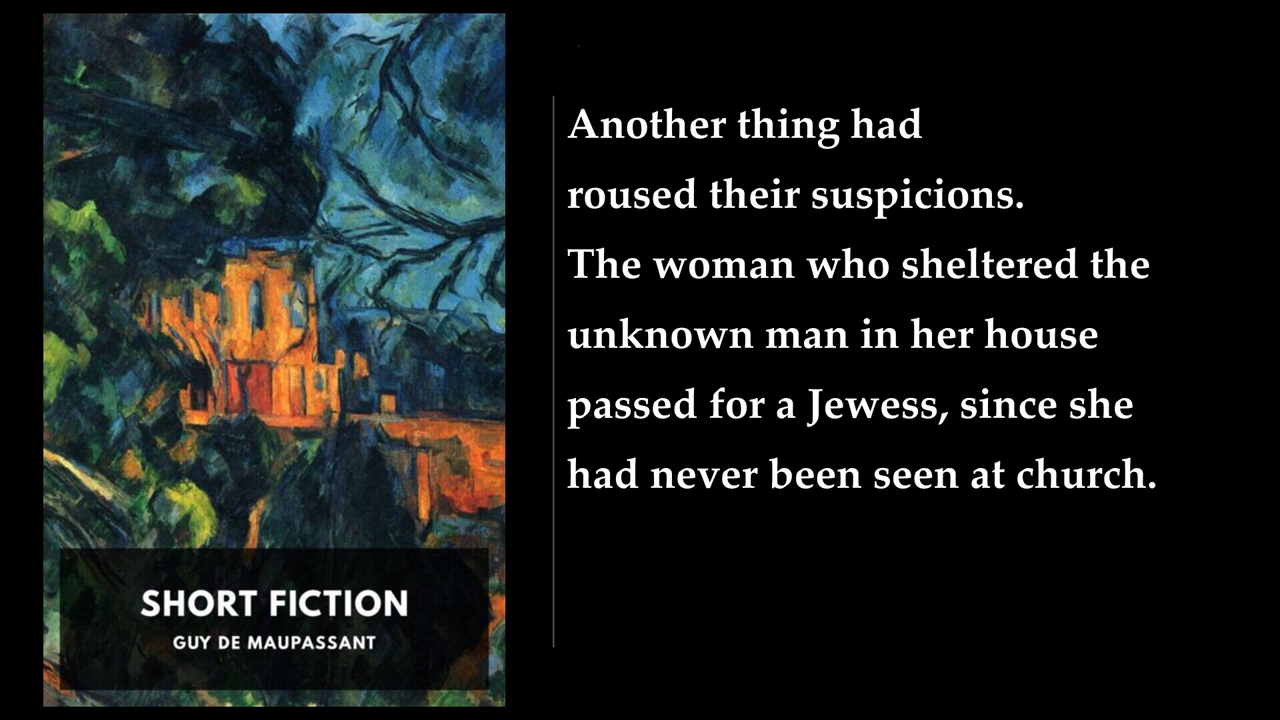 SHORT FICTION
GUY DE MAUPASSANT
Another thing had
roused their suspicions.
The woman who sheltered the
unknown man in her house
passed for a Jewess, since she
had never been seen at church.